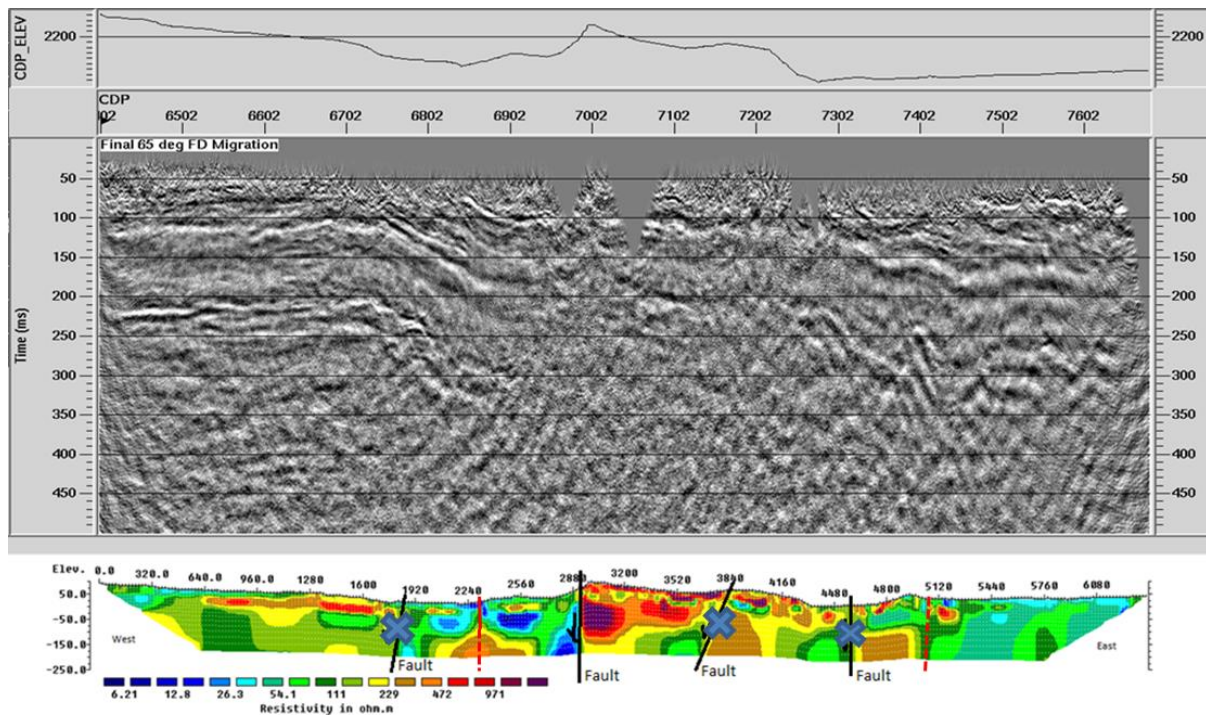 CDP_ELEV
2200 2200
CDP
02 6502 6602 6702 6802 6902 7002 7102 7202 7302 7402 7502 7602
Final 65 deg FD Migration
Time (ms)
50 50
100 100
150 150
200 200
250 250
300 300
350 350
400 400
450 450
Elev. 0.0 320.0 640.0 960.0 1280 1600 1920 2240 2560 2880 3200 3520 3840 4160 4480 4800 5120 5440 5760 6080
50.0
-50.0
-150.0
-250.0
West East
Fault Fault Fault Fault
6.21 12.8 26.3 54.1 111 229 472 971
Resistivity in ohm.m